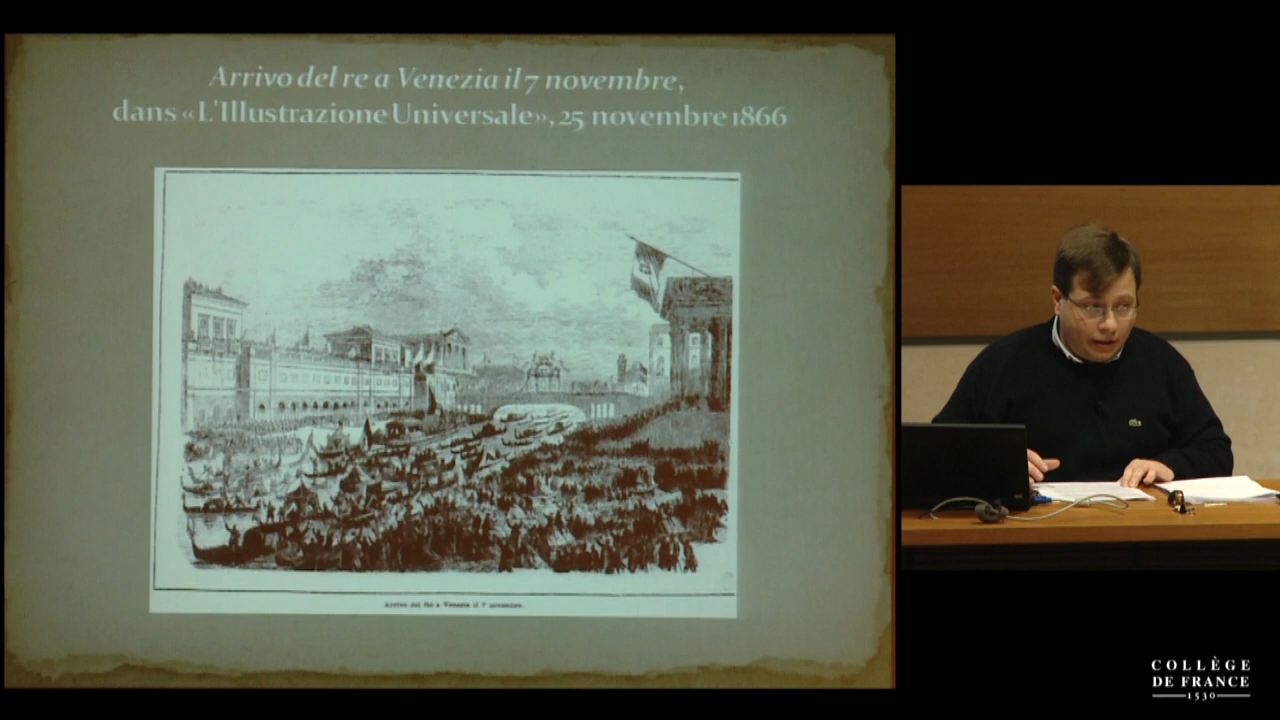 Arrivo del re a Venezia il 7 novembre,
dans «L'Illustrazione Universale», 25 novembre 1866
Arrivo del Re a Venezia il 7 novembre.
COLLÈGE
DE FRANCE
1530